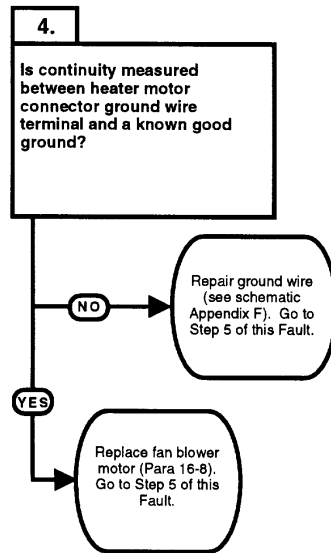 4.
Is continuity measured
between heater motor
connector ground wire
terminal and a known good
ground?
NO
Repair ground wire
(see schematic
Appendix F). Go to
Step 5 of this Fault.
YES
Replace fan blower
motor (Para 16-8).
Go to Step 5 of this
Fault.